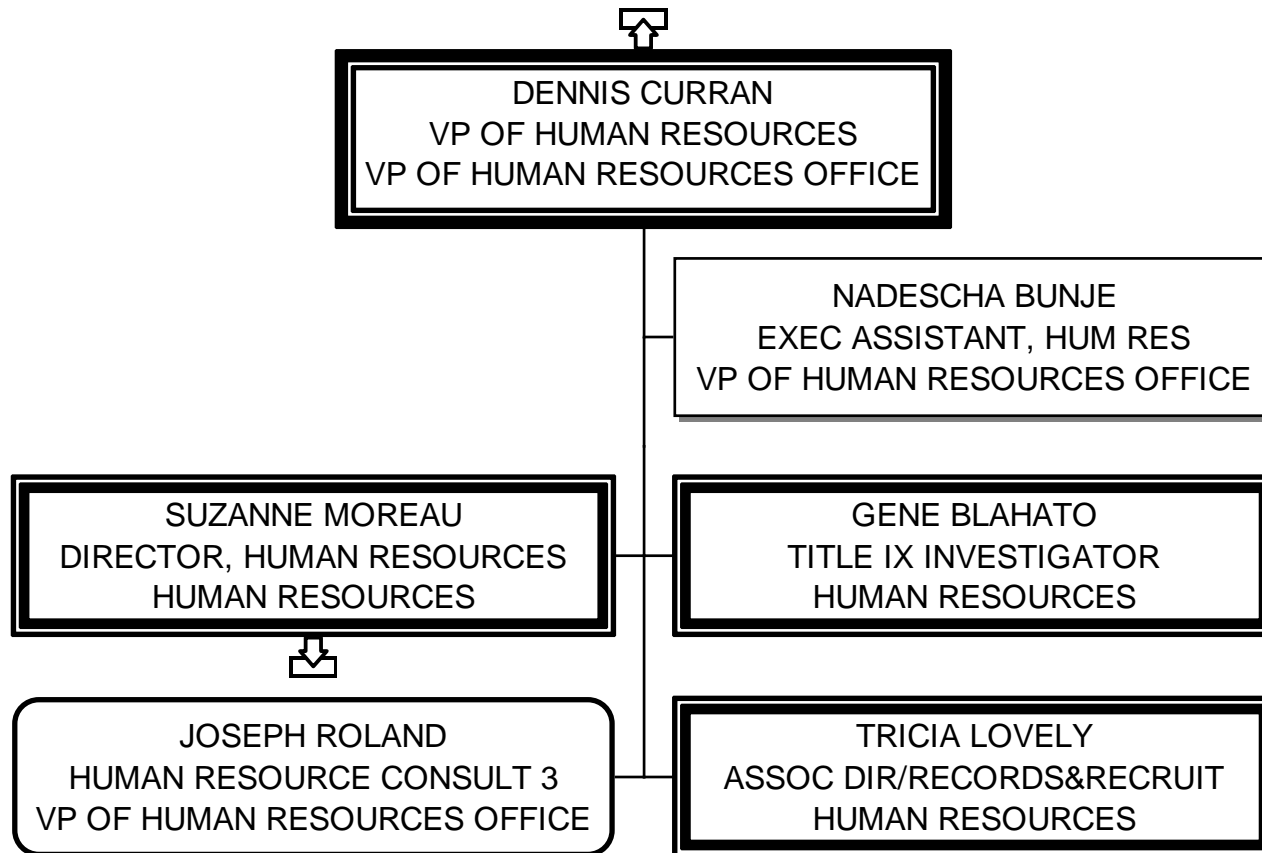 DENNIS CURRAN
VP OF HUMAN RESOURCES
VP OF HUMAN RESOURCES OFFICE
NADESCHA BUNJE
EXEC ASSISTANT, HUM RES
VP OF HUMAN RESOURCES OFFICE
SUZANNE MOREAU
DIRECTOR, HUMAN RESOURCES
HUMAN RESOURCES
GENE BLAHATO
TITLE IX INVESTIGATOR
HUMAN RESOURCES
JOSEPH ROLAND
HUMAN RESOURCE CONSULT 3
VP OF HUMAN RESOURCES OFFICE
TRICIA LOVELY
ASSOC DIR/RECORDS&RECRUIT
HUMAN RESOURCES